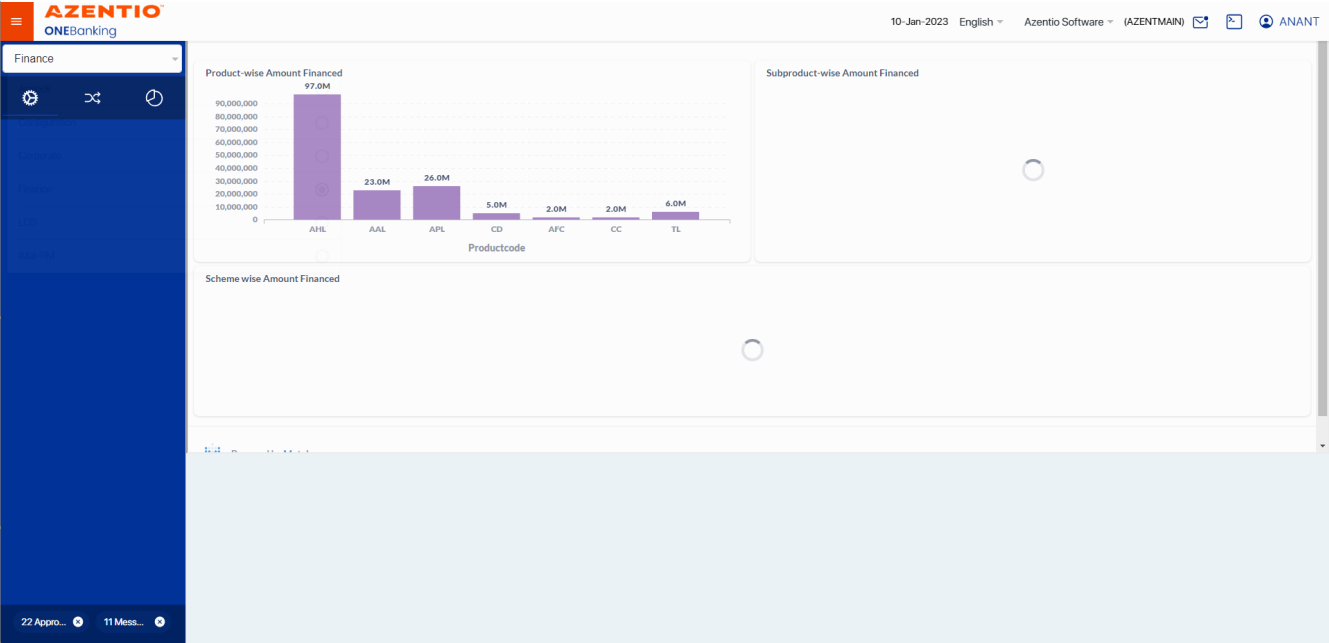 AZENTIO
ONEBanking
10-Jan-2023 English Azentio Software (AZENTMAIN) ANANT
Finance
Product-wise Amount Financed
97.0M
90,000,000
80,000,000
70,000,000
60,000,000
50,000,000
40,000,000
30,000,000
20,000,000
10,000,000
0
23.0M
26.0M
5.0M
2.0M
2.0M
6.0M
AHL AAL APL CD AFC CC TL
Productcode
Subproduct-wise Amount Financed
Scheme wise Amount Financed
22 Appro...
11 Mess...